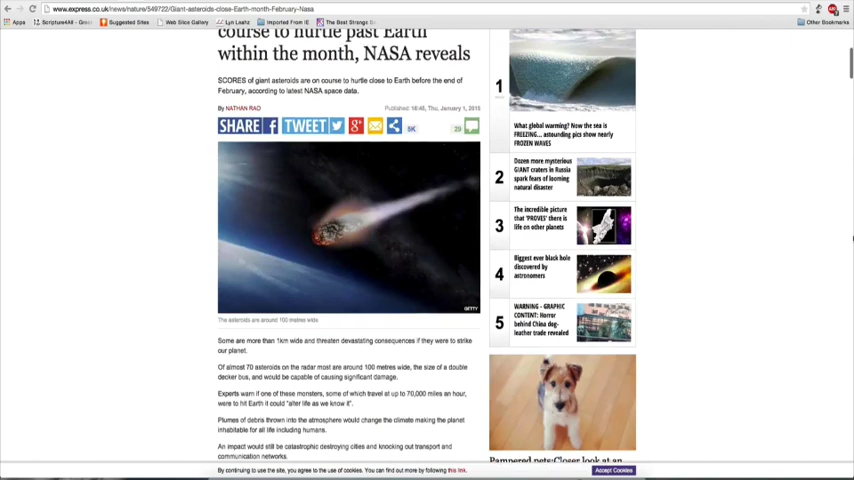 www.express.co.uk/news/nature/549722/Giant-asteroids-close-Earth-month-February-Nasa
Apps
Suggested Sites
Web Slice Gallery
Lyn Leahz
Imported From IE
The Best Strange Sc
Other Bookmarks
course to hurtle past Earth
within the month, NASA reveals
SCORES of giant asteroids are on course to hurtle close to Earth before the end of
February, according to latest NASA space data.
By NATHAN RAO
Published: 16:45, Thu, January 1, 2015
SHARE
TWEET
5K
29
GETTY
The asteroids are around 100 metres wide
Some are more than 1km wide and threaten devastating consequences if they were to strike
our planet.
Of almost 70 asteroids on the radar most are around 100 metres wide, the size of a double
decker bus, and would be capable of causing significant damage.
Experts warn if one of these monsters, some of which travel at up to 70,000 miles an hour,
were to hit Earth it could "alter life as we know it".
Plumes of debris thrown into the atmosphere would change the climate making the planet
inhabitable for all life including humans.
An impact would still be catastrophic destroying cities and knocking out transport and
communication networks.
1
What global warming? Now the sea is
FREEZING... astounding pics show nearly
FROZEN WAVES
2
Dozen more mysterious
GIANT craters in Russia
spark fears of looming
natural disaster
3
The incredible picture
that 'PROVES' there is
life on other planets
4
Biggest ever black hole
discovered by
astronomers
5
WARNING - GRAPHIC
CONTENT: Horror
behind China dog-
leather trade revealed
Pampered pets: Closer look at an
By continuing to use the site, you agree to the use of cookies. You can find out more by following this link.
Accept Cookies